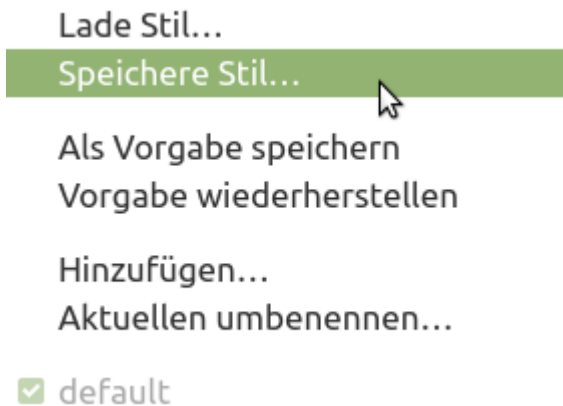 Lade Stil...
Speichere Stil...
Als Vorgabe speichern
Vorgabe wiederherstellen
Hinzufügen...
Aktuellen umbenennen...
default